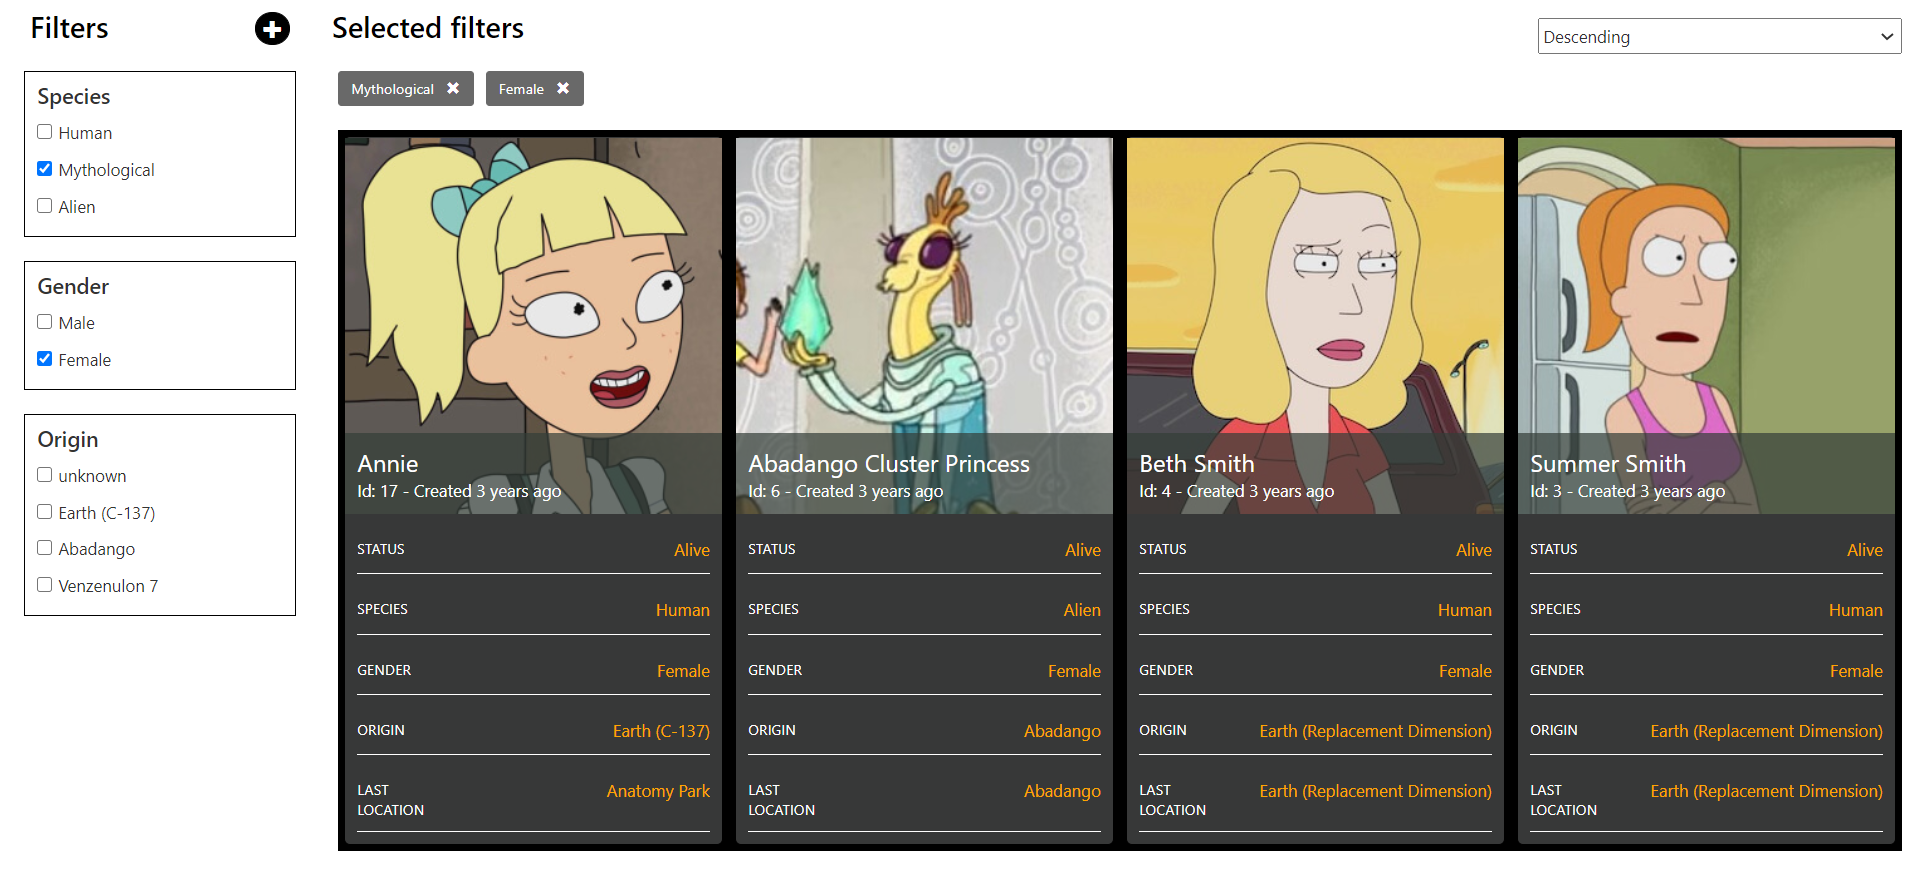 Filters
Species
Human
Mythological
Alien
Gender
Male
Female
Origin
unknown
Earth (C-137)
Abadango
Venzenulon 7
Selected filters
Descending
Mythological
Female
Annie
Id: 17 - Created 3 years ago
STATUS Alive
SPECIES Human
GENDER Female
ORIGIN Earth (C-137)
LAST Anatomy Park
LOCATION
Abadango Cluster Princess
Id: 6 - Created 3 years ago
STATUS Alive
SPECIES Alien
GENDER Female
ORIGIN Abadango
LAST Abadango
LOCATION
Beth Smith
Id: 4 - Created 3 years ago
STATUS Alive
SPECIES Human
GENDER Female
ORIGIN Earth (Replacement Dimension)
LAST Earth (Replacement Dimension)
LOCATION
Summer Smith
Id: 3 - Created 3 years ago
STATUS Alive
SPECIES Human
GENDER Female
ORIGIN Earth (Replacement Dimension)
LAST Earth (Replacement Dimension)
LOCATION